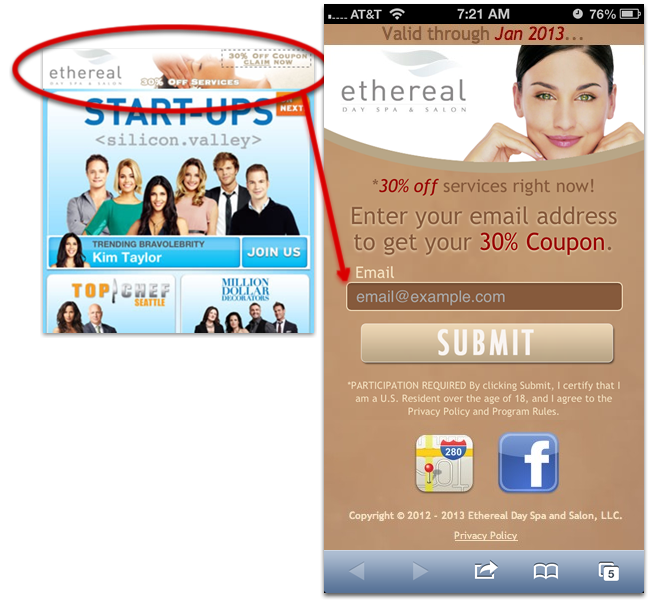 ethereal
DAY SPA & SALON
30% OFF COUPON
CLAIM NOW
30% OFF SERVICES
START-UPS
NEXT
<silicon.valley>
TRENDING BRAVOLEBRITY
Kim Taylor
JOIN US
TOP CHEF
SEATTLE
MILLION
DOLLAR
DECORATORS
AT&T 7:21 AM 76%
Valid through Jan 2013...
ethereal
DAY SPA & SALON
*30% off services right now!
Enter your email address
to get your 30% Coupon.
Email
email@example.com
SUBMIT
*PARTICIPATION REQUIRED By clicking Submit, I certify that I
am a U.S. Resident over the age of 18, and I agree to the
Privacy Policy and Program Rules.
280
f
Copyright © 2012 - 2013 Ethereal Day Spa and Salon, LLC.
Privacy Policy
5